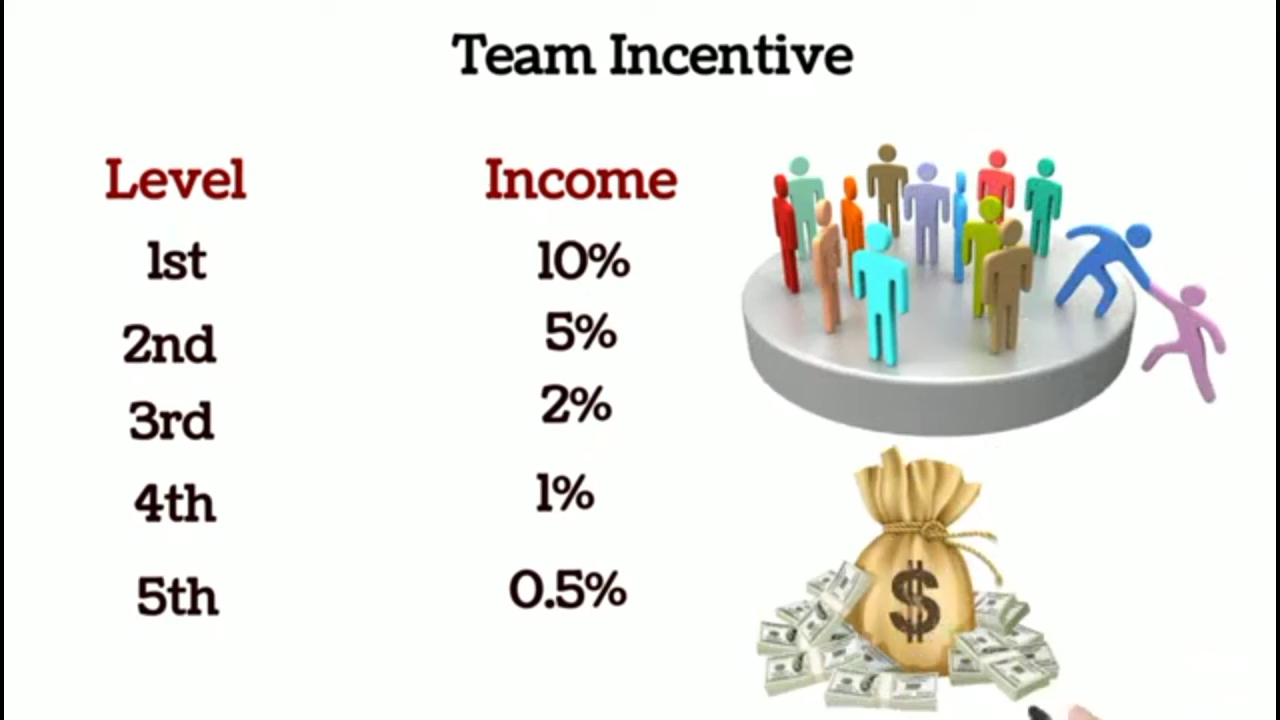 Team Incentive
Level Income
1st 10%
2nd 5%
3rd 2%
4th 1%
5th 0.5%
$